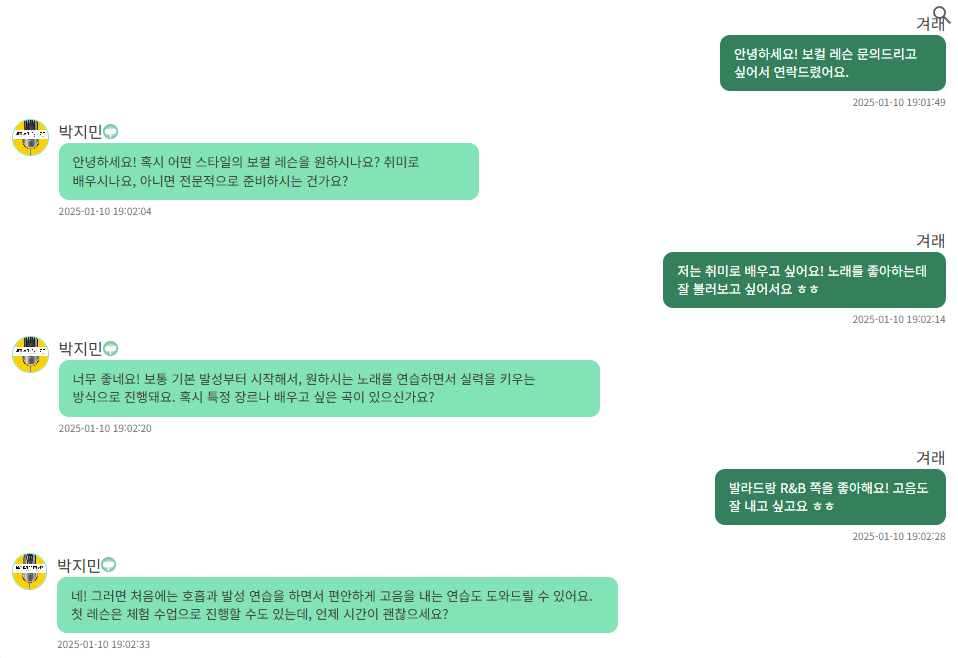 겨래
안녕하세요! 보컬 레슨 문의드리고
싶어서 연락드렸어요.
2025-01-10 19:01:49
박지민
안녕하세요! 혹시 어떤 스타일의 보컬 레슨을 원하시나요? 취미로
배우시나요, 아니면 전문적으로 준비하시는 건가요?
2025-01-10 19:02:04
겨래
저는 취미로 배우고 싶어요! 노래를 좋아하는데
잘 불러보고 싶어서요 ㅎㅎ
2025-01-10 19:02:14
박지민
너무 좋네요! 보통 기본 발성부터 시작해서, 원하시는 노래를 연습하면서 실력을 키우는
방식으로 진행돼요. 혹시 특정 장르나 배우고 싶은 곡이 있으신가요?
2025-01-10 19:02:20
겨래
발라드랑 R&B 쪽을 좋아해요! 고음도
잘 내고 싶고요 ㅎㅎ
2025-01-10 19:02:28
박지민
네! 그러면 처음에는 호흡과 발성 연습을 하면서 편안하게 고음을 내는 연습도 도와드릴 수 있어요.
첫 레슨은 체험 수업으로 진행할 수도 있는데, 언제 시간이 괜찮으세요?
2025-01-10 19:02:33